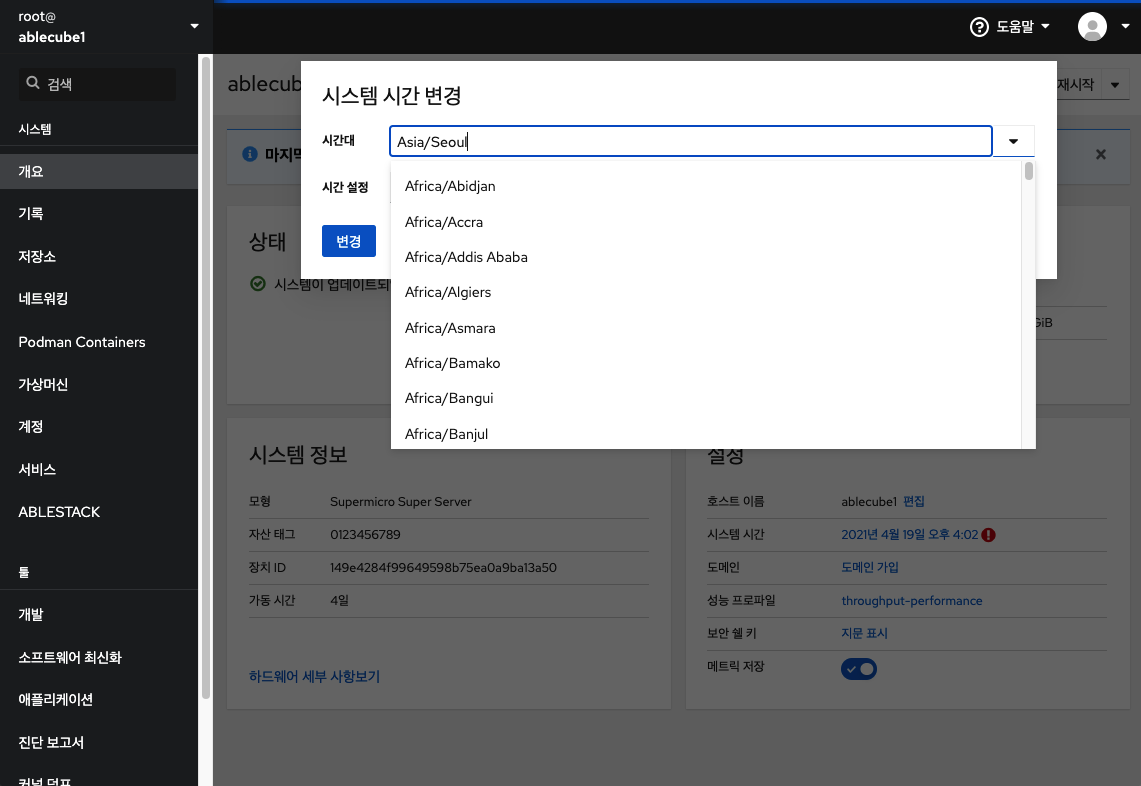 root@
ablecube1
도움말
검색
시스템
개요
기록
저장소
네트워킹
Podman Containers
가상머신
계정
서비스
ABLESTACK
툴
개발
소프트웨어 최신화
애플리케이션
진단 보고서
커널 덤프
ablecub
재시작
마지막
시스템 시간 변경
시간대
Asia/Seoul
시간 설정
변경
Africa/Abidjan
Africa/Accra
Africa/Addis Ababa
Africa/Algiers
Africa/Asmara
Africa/Bamako
Africa/Bangui
Africa/Banjul
상태
시스템이 업데이트되
GiB
시스템 정보
모형 Supermicro Super Server
자산 태그 0123456789
장치 ID 149e4284f99649598b75ea0a9ba13a50
가동 시간 4일
하드웨어 세부 사항보기
설정
호스트 이름 ablecube1 편집
시스템 시간 2021년 4월 19일 오후 4:02
도메인 도메인 가입
성능 프로파일 throughput-performance
보안 쉘 키 지문 표시
메트릭 저장